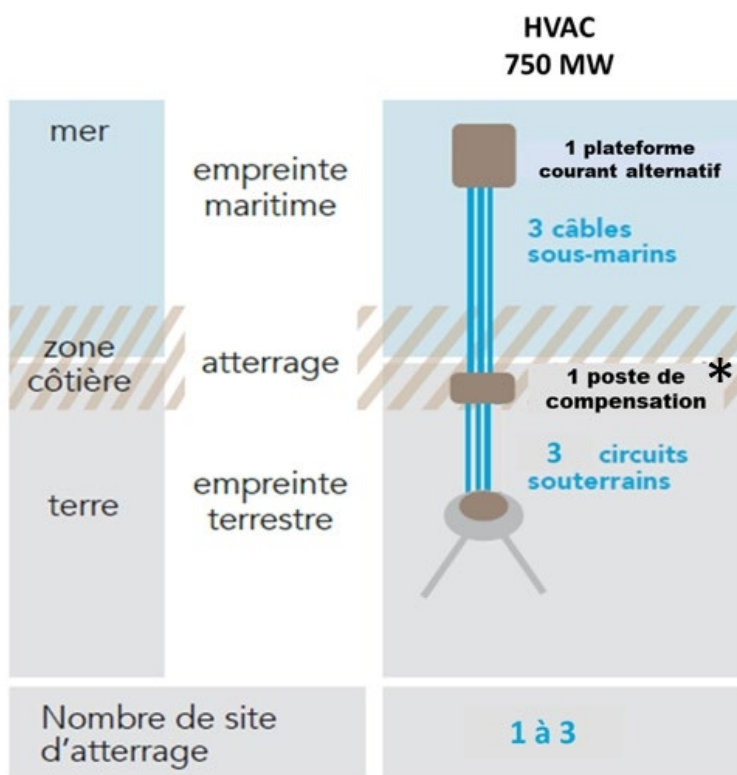 HVAC
750 MW
mer
empreinte
maritime
1 plateforme
courant alternatif
3 câbles
sous-marins
zone
côtière
atterrage
1 poste de *
compensation
terre
empreinte
terrestre
3 circuits
souterrains
Nombre de site
d'atterrage
1 à 3